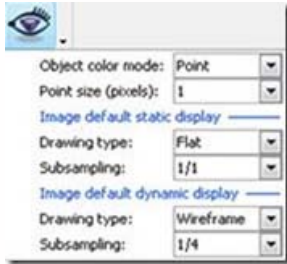 Object color mode: Point
Point size (pixels): 1
Image default static display
Drawing type: Flat
Subsampling: 1/1
Image default dynamic display
Drawing type: Wireframe
Subsampling: 1/4